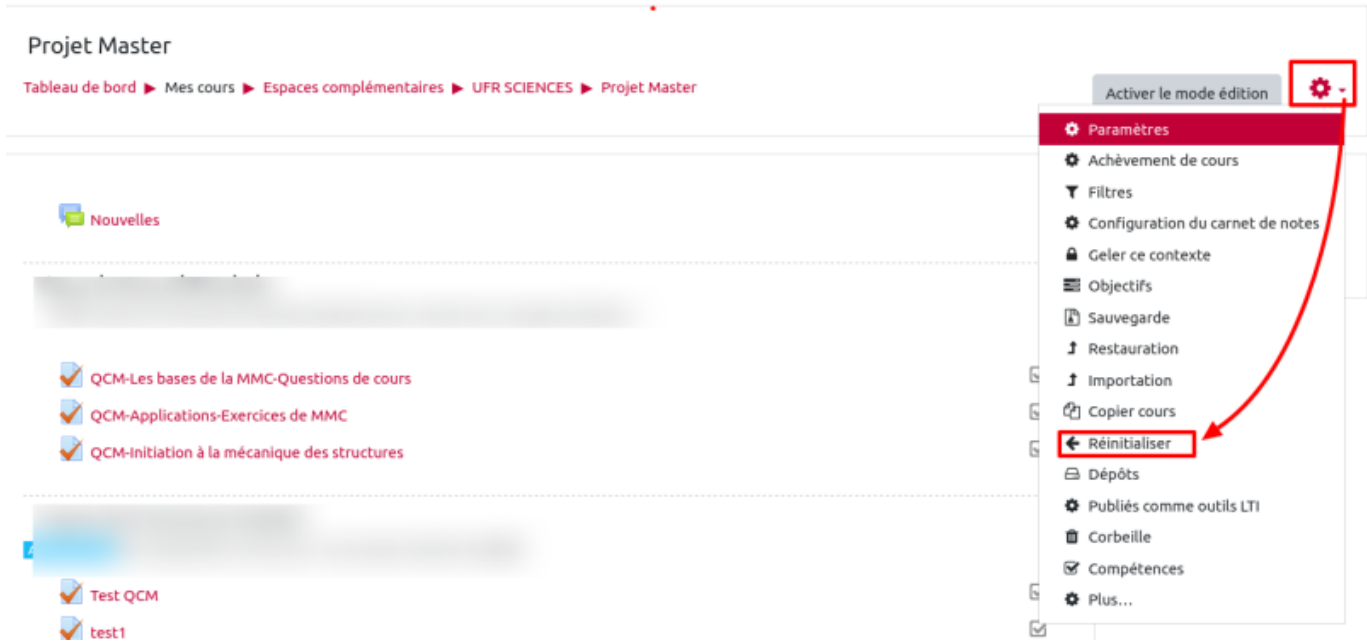 Projet Master
Tableau de bord ▶ Mes cours ▶ Espaces complémentaires ▶ UFR SCIENCES ▶ Projet Master
Activer le mode édition
Paramètres
Achèvement de cours
Filtres
Configuration du carnet de notes
Geler ce contexte
Objectifs
Sauvegarde
Restauration
Importation
Copier cours
Réinitialiser
Dépôts
Publiés comme outils LTI
Corbeille
Compétences
Plus...
Nouvelles
QCM-Les bases de la MMC-Questions de cours
QCM-Applications-Exercices de MMC
QCM-Initiation à la mécanique des structures
Test QCM
test1